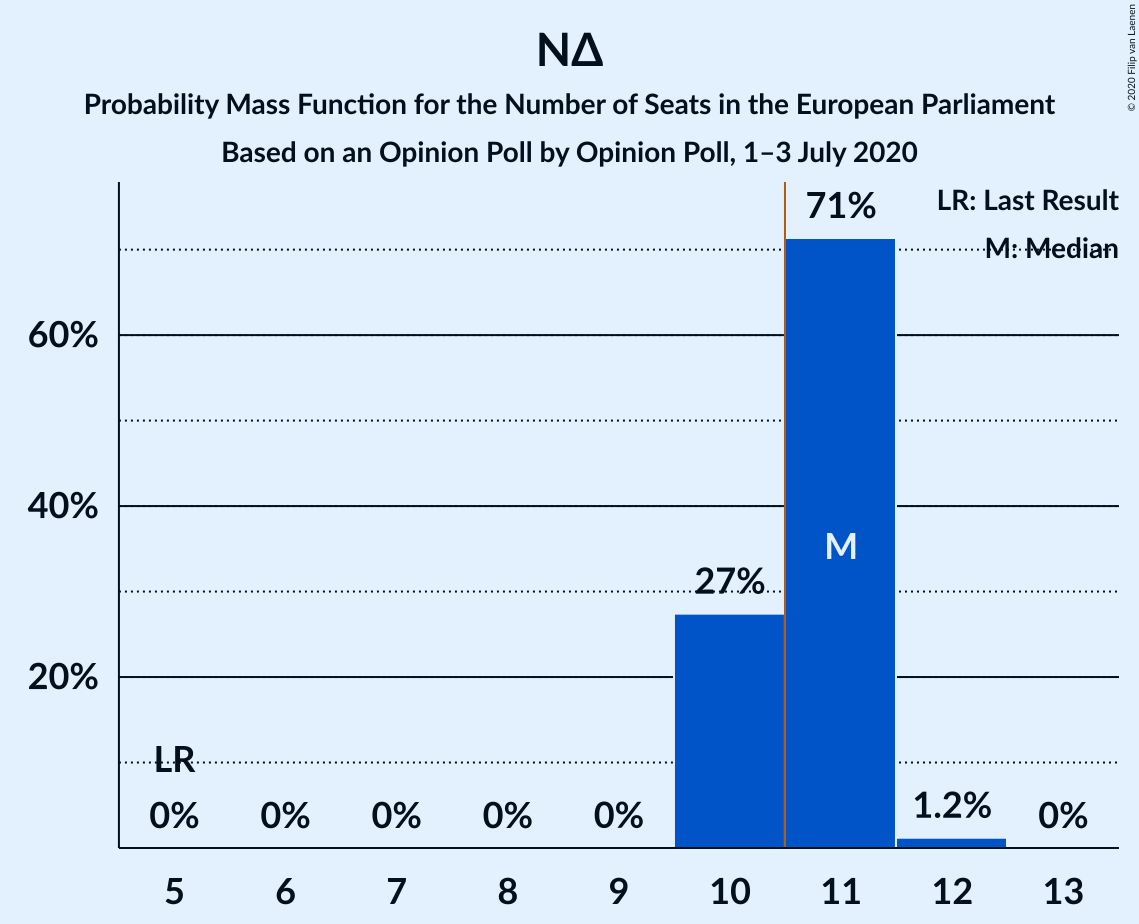 ΝΔ
Probability Mass Function for the Number of Seats in the European Parliament
Based on an Opinion Poll by Opinion Poll, 1–3 July 2020
© 2020 Filip van Laenen
LR: Last Result
M: Median
71%
60%
40%
M
27%
20%
LR
0% 0% 0% 0% 0% 1.2% 0%
5 6 7 8 9 10 11 12 13